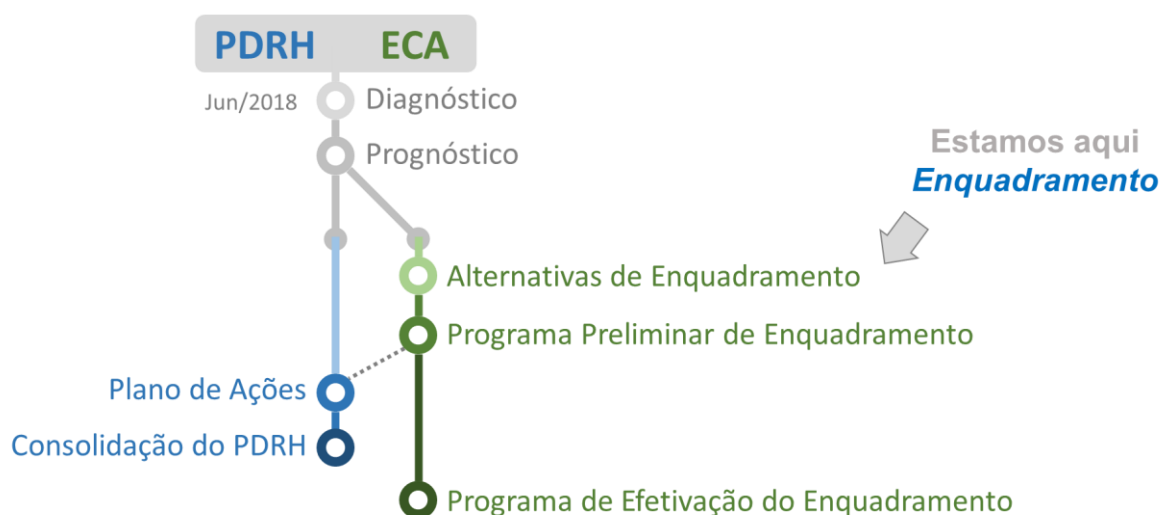 PDRH ECA
Jun/2018 Diagnóstico
Prognóstico
Estamos aqui
Enquadramento
Alternativas de Enquadramento
Programa Preliminar de Enquadramento
Plano de Ações
Consolidação do PDRH
Programa de Efetivação do Enquadramento